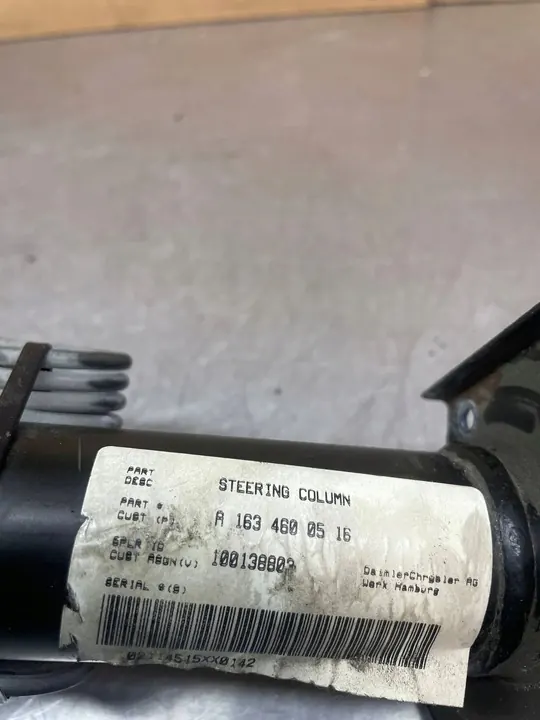 PART
DESC
STEERING COLUMN
PART #
CUST (P)
A 163 460 05 16
SPLR ID
CUST ASGN(V)
DaimlerChrysler AG
Werk Hamburg
SERIAL #(S)